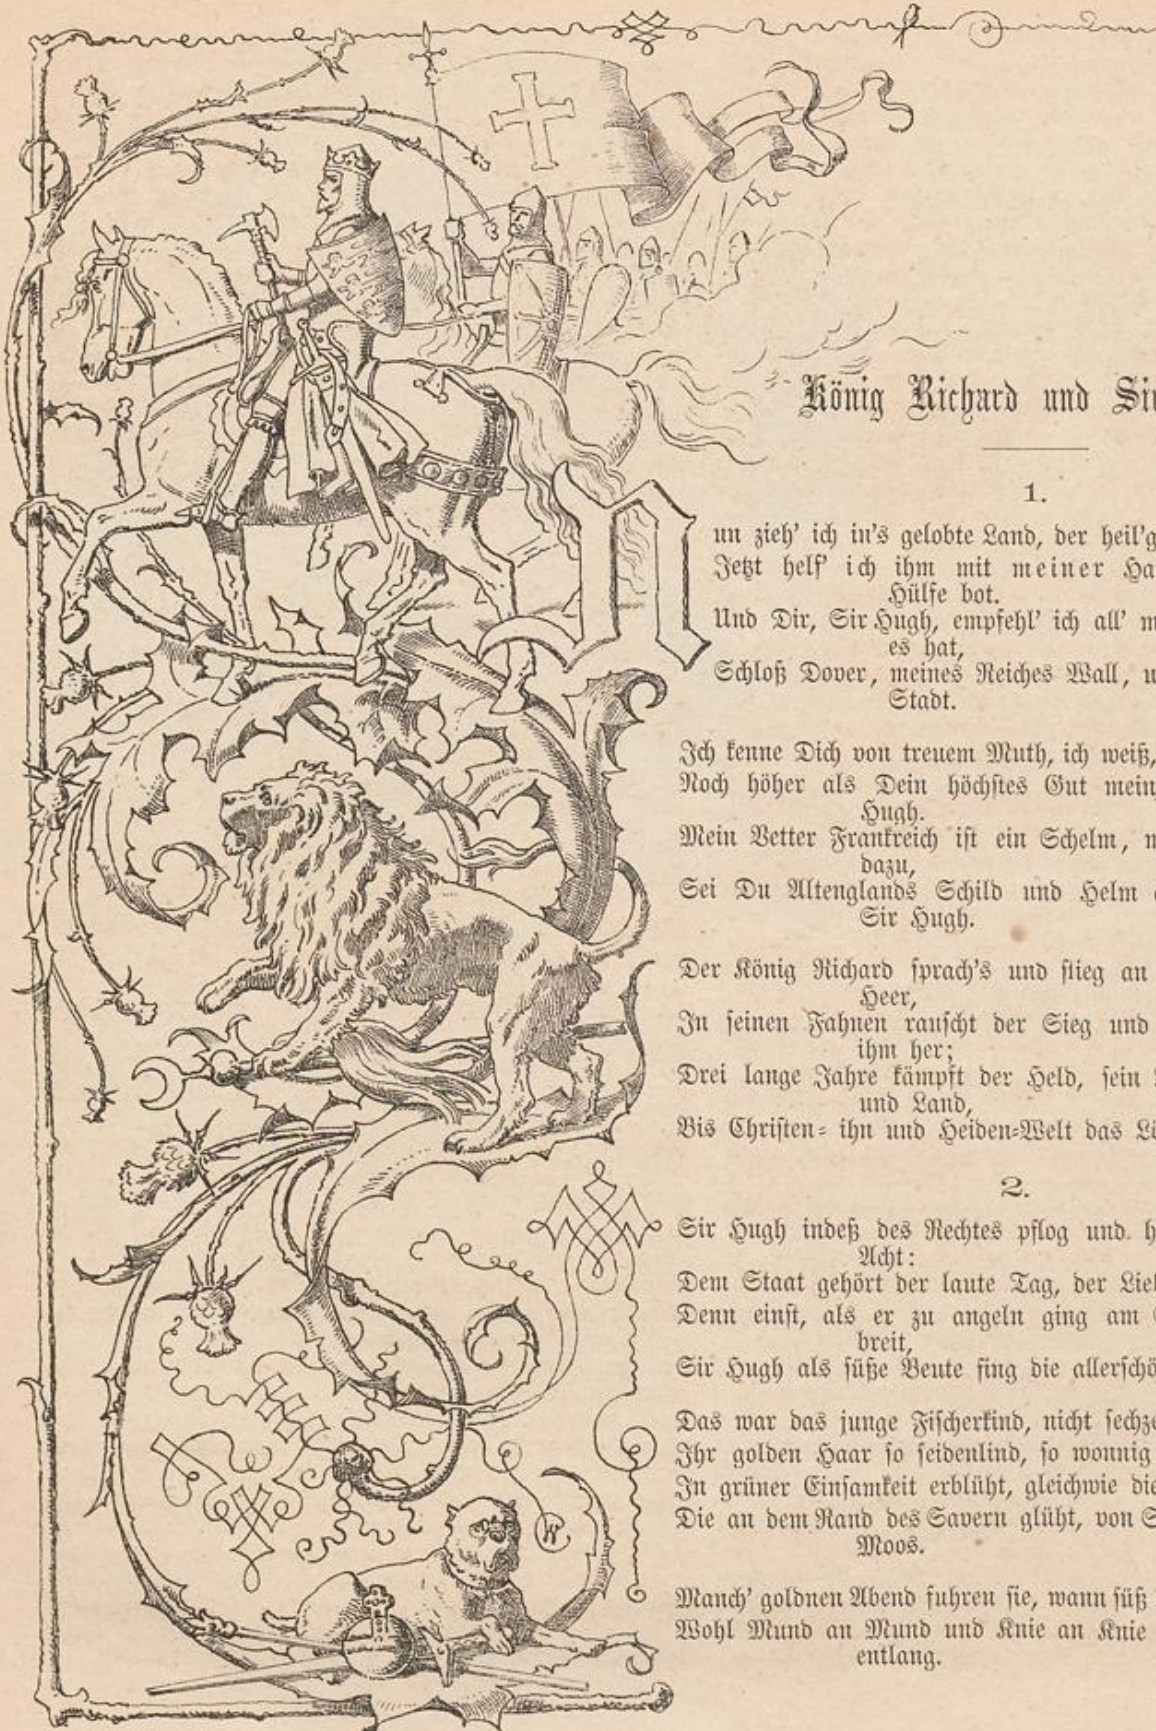 König Richard und Si
1.
Nun zieh' ich in's gelobte Land, der heil'g
Jetzt helf' ich ihm mit meiner Ha
Hülfe bot.
Und Dir, Sir Hugh, empfehl' ich all' m
es hat,
Schloß Dover, meines Reiches Wall, u
Stadt.
Ich kenne Dich von treuem Muth, ich weiß,
Noch höher als Dein höchstes Gut mein
Hugh.
Mein Vetter Frankreich ist ein Schelm, m
dazu,
Sei Du Altenglands Schild und Helm
Sir Hugh.
Der König Richard sprach's und stieg an
Heer,
In seinen Fahnen rauscht der Sieg und
ihm her;
Drei lange Jahre kämpft der Held, sein
und Land,
Bis Christen- ihn und Heiden-Welt das Lö
2.
Sir Hugh indeß des Rechtes pflog und h
Acht:
Dem Staat gehört der laute Tag, der Lie
Denn einst, als er zu angeln ging am
breit,
Sir Hugh als süße Beute fing die allerschö
Das war das junge Fischerkind, nicht sechze
Ihr golden Haar so seidenlind, so wonnig
In grüner Einsamkeit erblüht, gleichwie die
Die an dem Rand des Savern glüht, von S
Moos.
Manch' goldnen Abend fuhren sie, wann süß
Wohl Mund an Mund und Knie an Knie
entlang.